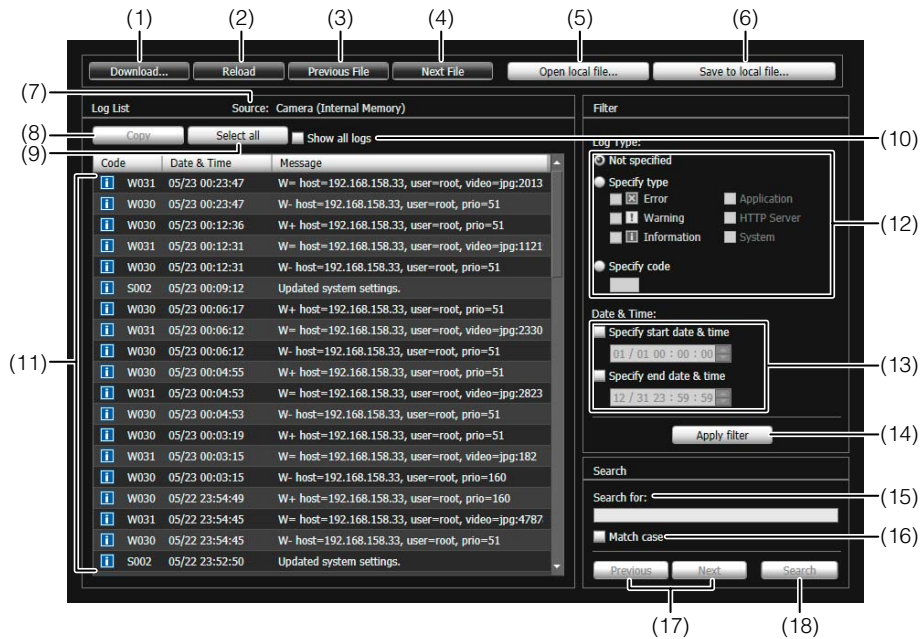 (1) (2) (3) (4) (5) (6)
Download... Reload Previous File Next File Open local file... Save to local file...
(7)
Log List Source: Camera (Internal Memory) Filter
(8) Copy Select all Show all logs (10)
(9)
Log Type:
Code Date & Time Message
Not specified
W031 05/23 00:23:47 W= host=192.168.158.33, user=root, video=jpg:2013
Specify type
W030 05/23 00:23:47 W- host=192.168.158.33, user=root, prio=51
Error Application
W030 05/23 00:12:36 W+ host=192.168.158.33, user=root, prio=51
Warning HTTP Server
(12)
W031 05/23 00:12:31 W= host=192.168.158.33, user=root, video=jpg:1121
Information System
W030 05/23 00:12:31 W- host=192.168.158.33, user=root, prio=51
Specify code
S002 05/23 00:09:12 Updated system settings.
W030 05/23 00:06:17 W+ host=192.168.158.33, user=root, prio=51
Date & Time:
W031 05/23 00:06:12 W= host=192.168.158.33, user=root, video=jpg:2330
Specify start date & time
W030 05/23 00:06:12 W- host=192.168.158.33, user=root, prio=51
01 / 01 00 : 00 : 00
(11) (13)
W030 05/23 00:04:55 W+ host=192.168.158.33, user=root, prio=51
Specify end date & time
W031 05/23 00:04:53 W= host=192.168.158.33, user=root, video=jpg:2823
12 / 31 23 : 59 : 59
W030 05/23 00:04:53 W- host=192.168.158.33, user=root, prio=51
W030 05/23 00:03:19 W+ host=192.168.158.33, user=root, prio=51
Apply filter (14)
W031 05/23 00:03:15 W= host=192.168.158.33, user=root, video=jpg:182
W030 05/23 00:03:15 W- host=192.168.158.33, user=root, prio=160
Search
W030 05/22 23:54:49 W+ host=192.168.158.33, user=root, prio=160
Search for: (15)
W031 05/22 23:54:45 W= host=192.168.158.33, user=root, video=jpg:4787
W030 05/22 23:54:45 W- host=192.168.158.33, user=root, prio=51
Match case (16)
S002 05/22 23:52:50 Updated system settings.
Previous Next Search
(17) (18)